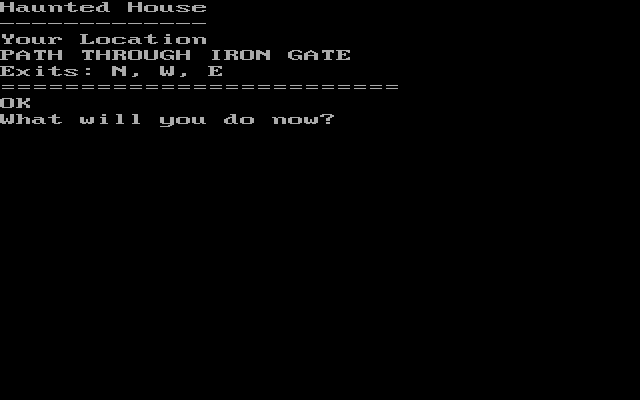 Haunted House
-------------
Your Location
PATH THROUGH IRON GATE
Exits: N, W, E
=========================
OK
What will you do now?